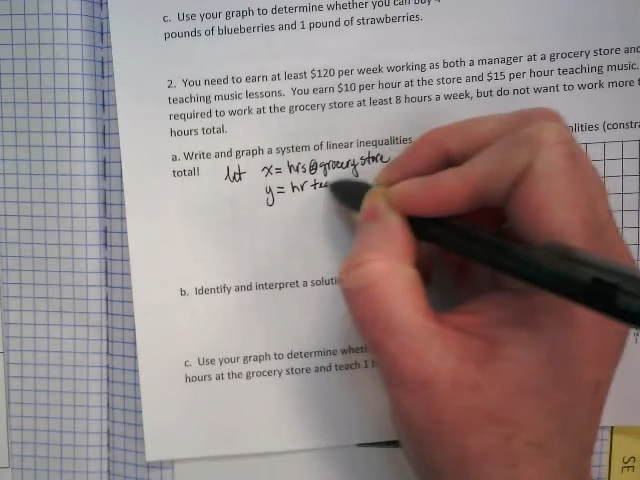 c. Use your graph to determine whether you can buy
pounds of blueberries and 1 pound of strawberries.
2. You need to earn at least $120 per week working as both a manager at a grocery store and
teaching music lessons. You earn $10 per hour at the store and $15 per hour teaching music.
required to work at the grocery store at least 8 hours a week, but do not want to work more
hours total.
a. Write and graph a system of linear inequalities
total!
let x = hrs @ grocery store
y = hr
b. Identify and interpret a
c. Use your graph to determine
hours at the grocery store and teach 1
SE